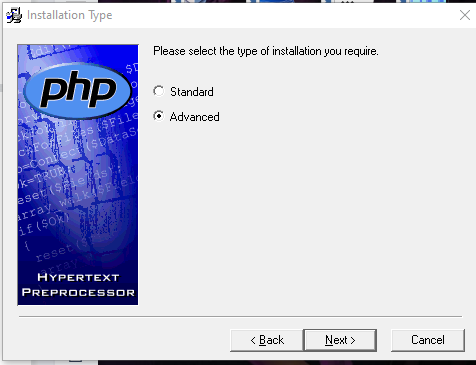 Installation Type
Please select the type of installation you require.
Standard
Advanced
php
HYPERTEXT
PREPROCESSOR
< Back
Next >
Cancel